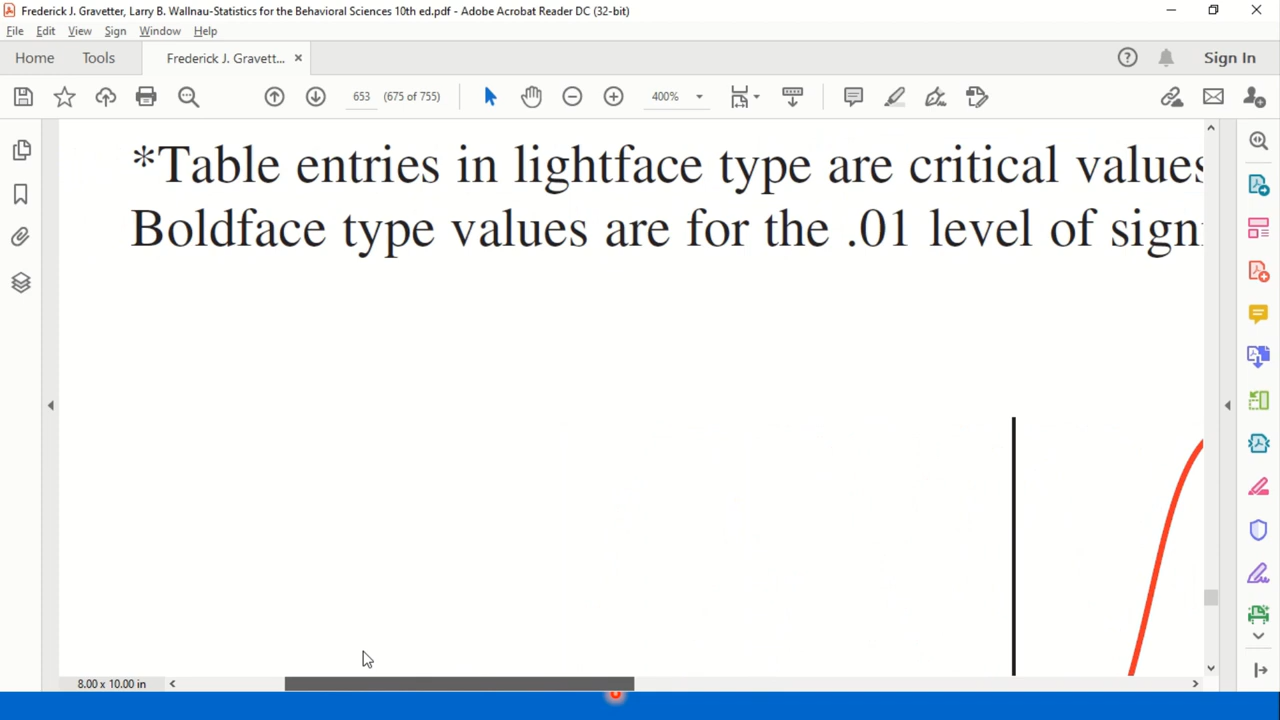 Frederick J. Gravetter, Larry B. Wallnau-Statistics for the Behavioral Sciences 10th ed.pdf - Adobe Acrobat Reader DC (32-bit)
File Edit View Sign Window Help
Home Tools Frederick J. Gravett... Sign In
653 (675 of 755) 400%
*Table entries in lightface type are critical values
Boldface type values are for the .01 level of
8.00 x 10.00 in